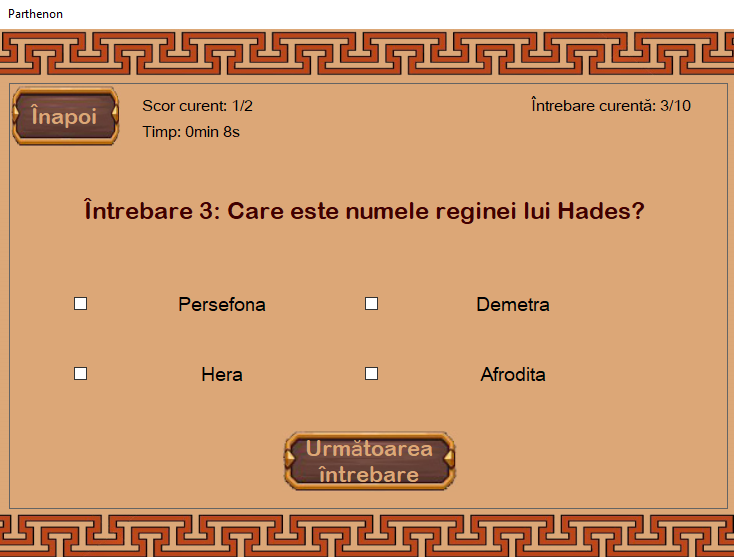 Parthenon
Înapoi
Scor curent: 1/2
Întrebare curentă: 3/10
Timp: 0min 8s
Întrebare 3: Care este numele reginei lui Hades?
Persefona
Demetra
Hera
Afrodita
Următoarea
întrebare